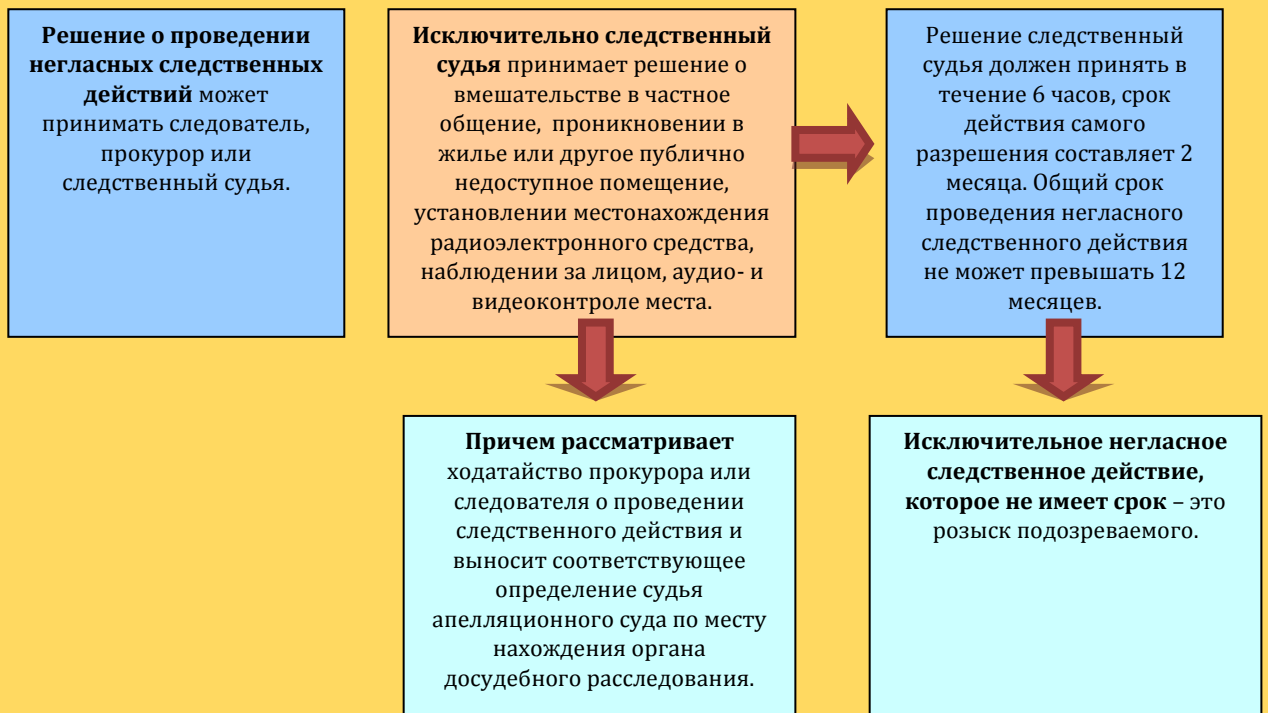 Решение о проведении
негласных следственных
действий может
принимать следователь,
прокурор или
следственный судья.
Исключительно следственный
судья принимает решение о
вмешательстве в частное
общение, проникновении в
жилье или другое публично
недоступное помещение,
установлении местонахождения
радиоэлектронного средства,
наблюдении за лицом, аудио- и
видеоконтроле места.
Решение следственный
судья должен принять в
течение 6 часов, срок
действия самого
разрешения составляет 2
месяца. Общий срок
проведения негласного
следственного действия
не может превышать 12
месяцев.
Причем рассматривает
ходатайство прокурора или
следователя о проведении
следственного действия и
выносит соответствующее
определение судья
апелляционного суда по месту
нахождения органа
досудебного расследования.
Исключительное негласное
следственное действие,
которое не имеет срок – это
розыск подозреваемого.